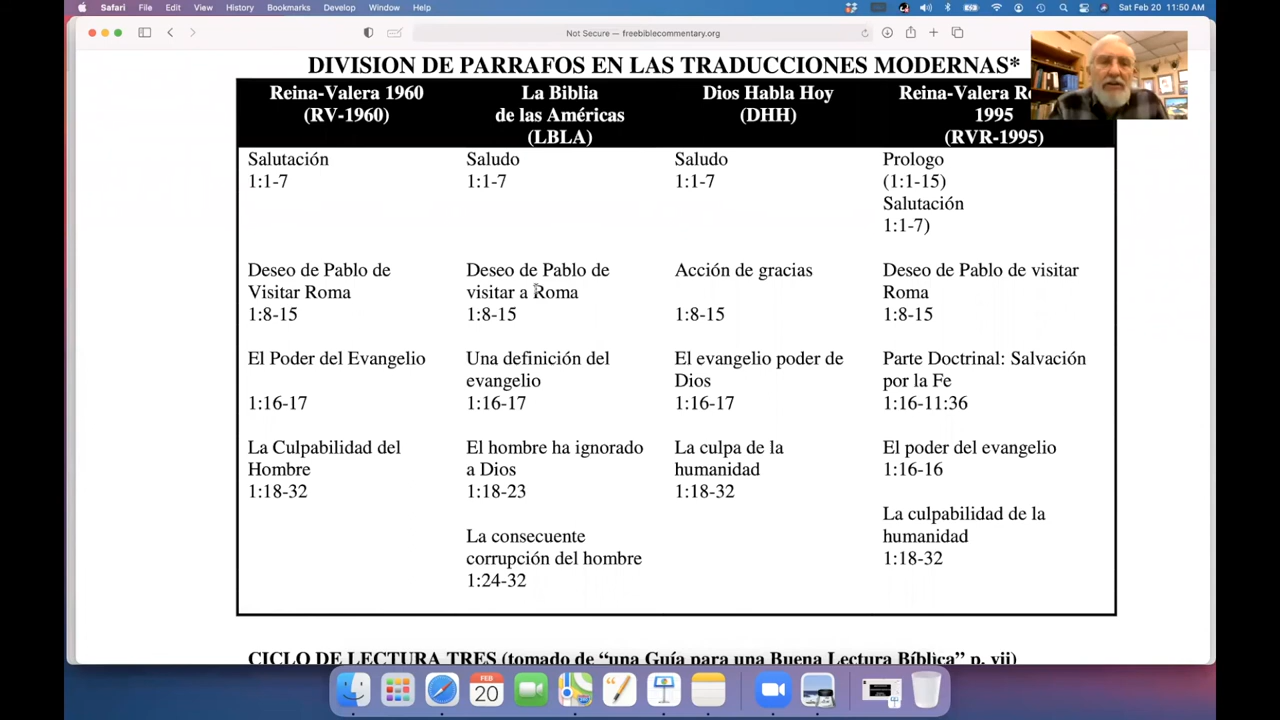 Safari File Edit View History Bookmarks Develop Window Help
Sat Feb 20 11:50 AM
Not Secure — freebiblecommentary.org
DIVISION DE PARRAFOS EN LAS TRADUCCIONES MODERNAS*
Reina-Valera 1960
(RV-1960)
La Biblia
de las Américas
(LBLA)
Dios Habla Hoy
(DHH)
Reina-Valera
1995
(RVR-1995)
Salutación
1:1-7
Saludo
1:1-7
Saludo
1:1-7
Prologo
(1:1-15)
Salutación
1:1-7)
Deseo de Pablo de
Visitar Roma
1:8-15
Deseo de Pablo de
visitar a Roma
1:8-15
Acción de gracias
1:8-15
Deseo de Pablo de visitar
Roma
1:8-15
El Poder del Evangelio
1:16-17
Una definición del
evangelio
1:16-17
El evangelio poder de
Dios
1:16-17
Parte Doctrinal: Salvación
por la Fe
1:16-11:36
La Culpabilidad del
Hombre
1:18-32
El hombre ha ignorado
a Dios
1:18-23
La culpa de la
humanidad
1:18-32
El poder del evangelio
1:16-16
La consecuente
corrupción del hombre
1:24-32
La culpabilidad de la
humanidad
1:18-32
CICLO DE LECTURA TRES (tomado de “una Guía para una Buena Lectura Bíblica” p. vii)
FEB
20